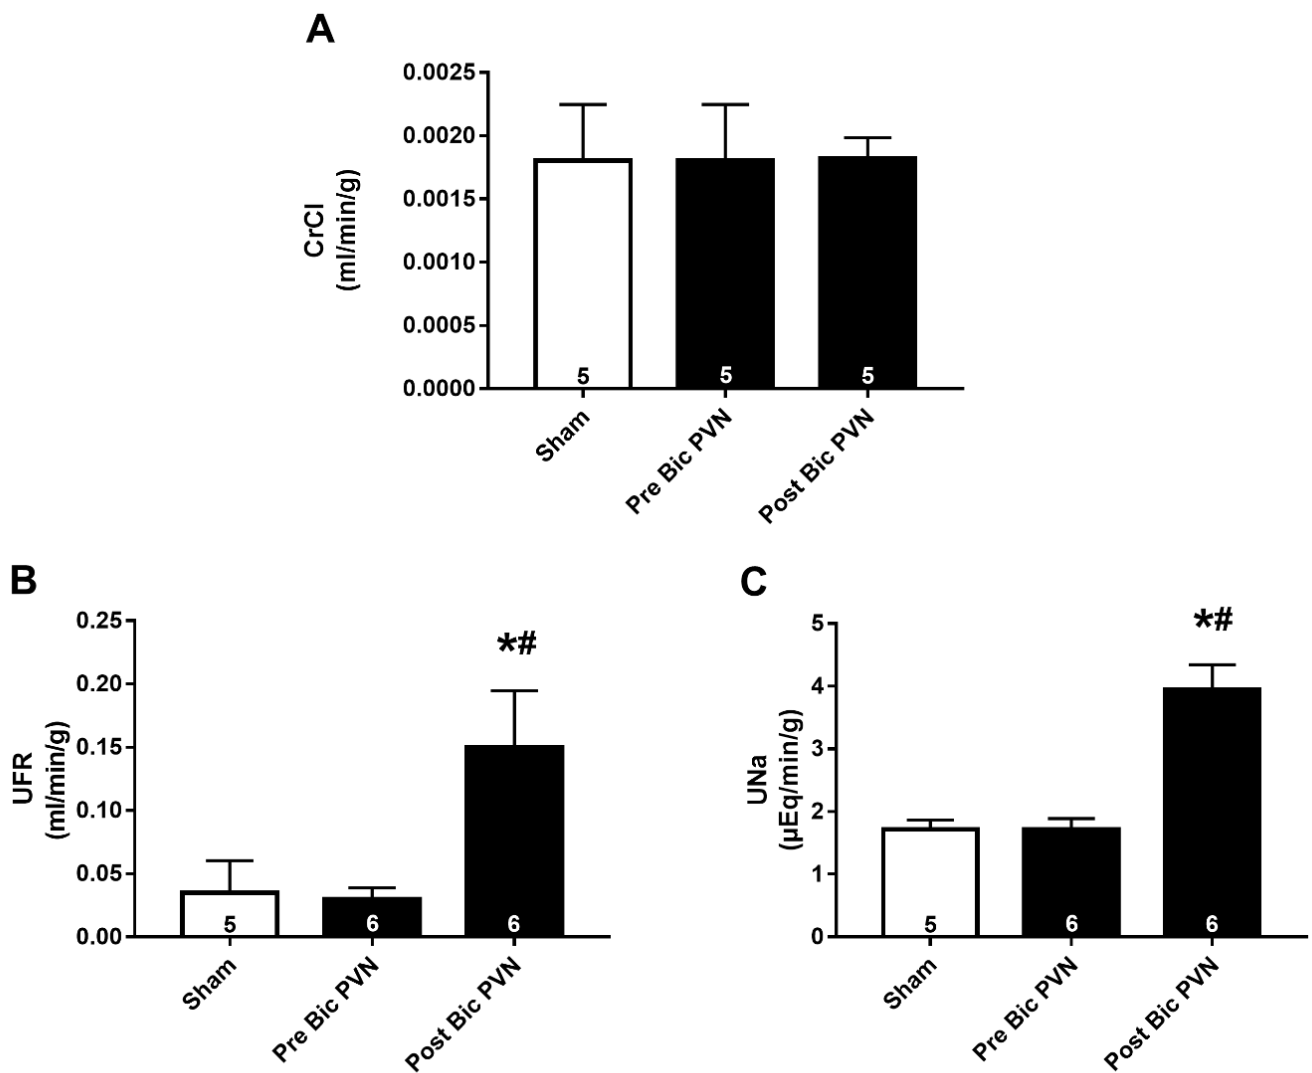 A
CrCl
(ml/min/g)
0.0025
0.0020
0.0015
0.0010
0.0005
0.0000
5
5
5
Sham
Pre Bic PVN
Post Bic PVN
B
UFR
(ml/min/g)
0.25
0.20
0.15
0.10
0.05
0.00
*#
5
6
6
Sham
Pre Bic PVN
Post Bic PVN
C
UNa
(µEq/min/g)
5
4
3
2
1
0
*#
5
6
6
Sham
Pre Bic PVN
Post Bic PVN